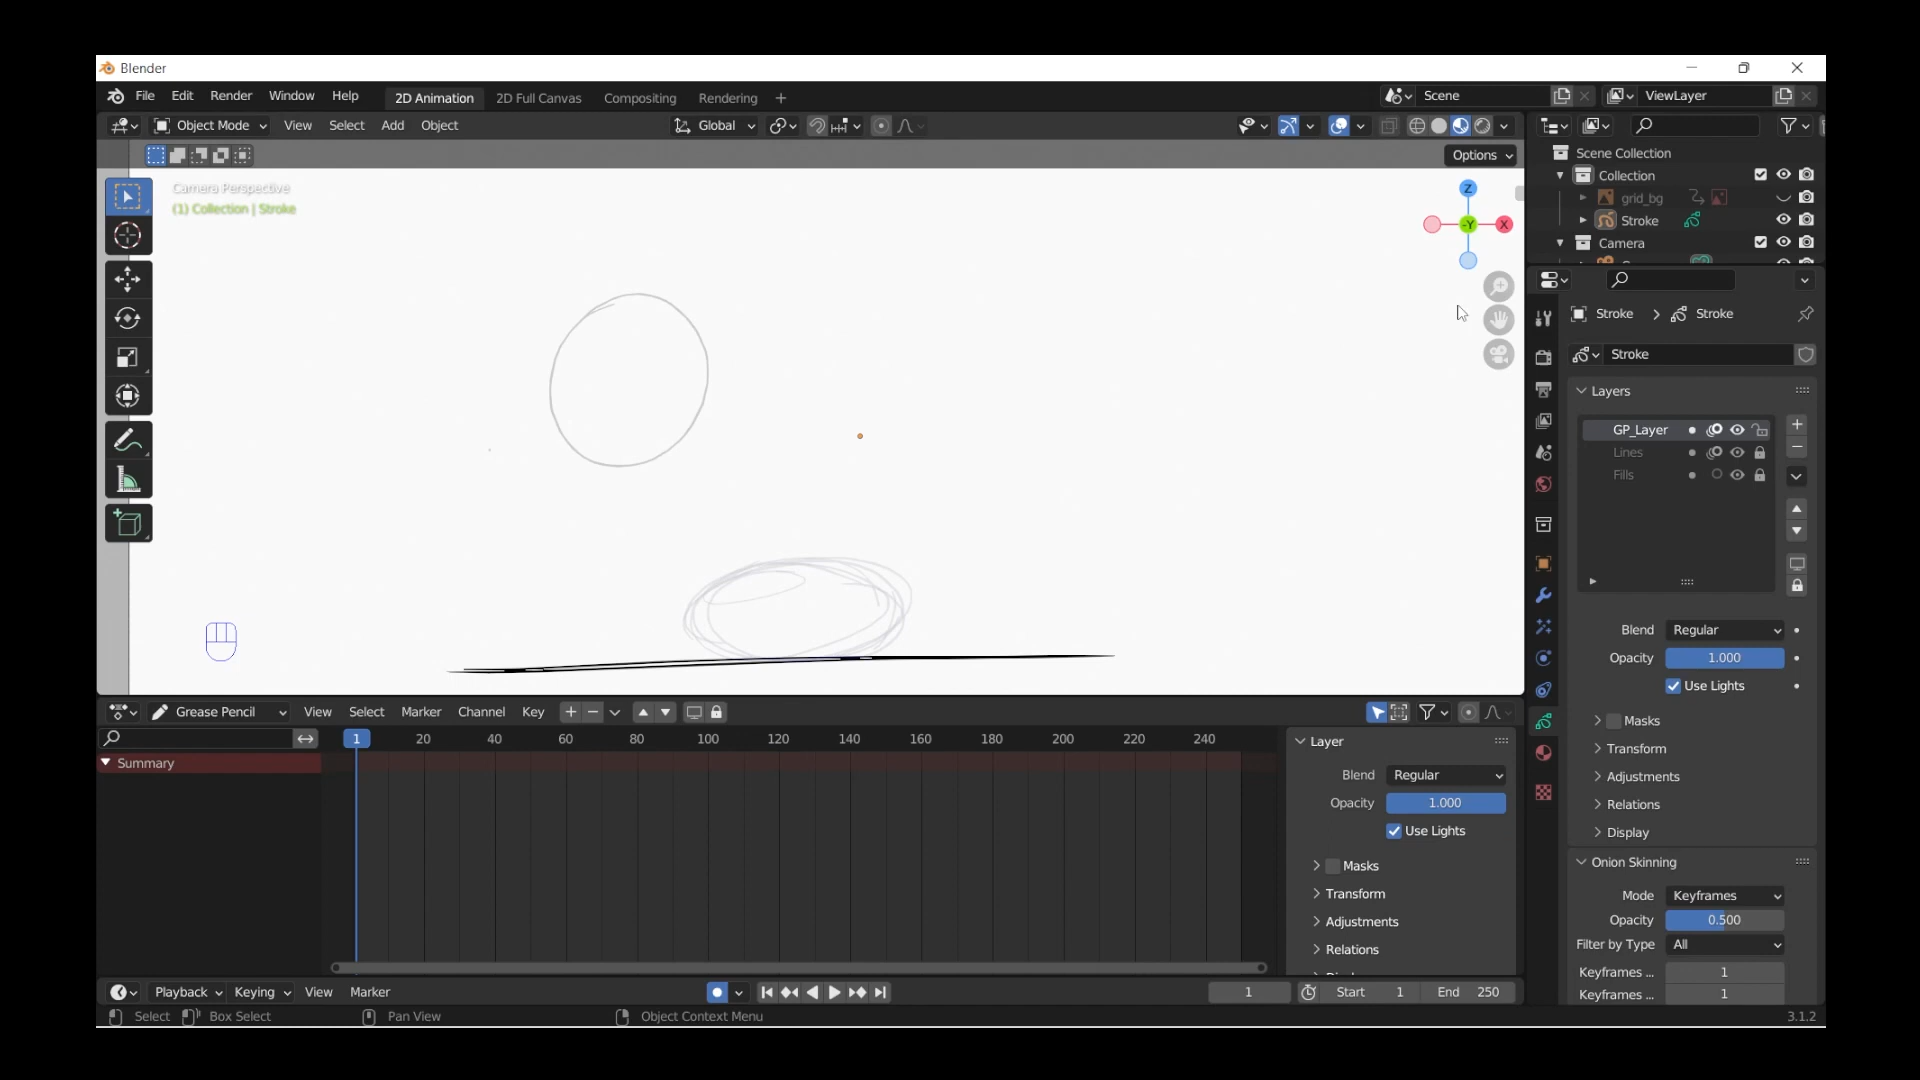 Blender
File Edit Render Window Help 2D Animation 2D Full Canvas Compositing Rendering + Scene ViewLayer
Object Mode View Select Add Object Global
Options
Camera Perspective
(1) Collection | Stroke
Z
-Y
X
Scene Collection
Collection
grid_bg
Stroke
Camera
Stroke > Stroke
Stroke
Layers
GP_Layer
Lines
Fills
Blend Regular
Opacity 1.000
Use Lights
Masks
Transform
Adjustments
Relations
Display
Onion Skinning
Mode Keyframes
Opacity 0.500
Filter by Type All
Keyframes ... 1
Keyframes ... 1
Grease Pencil View Select Marker Channel Key
1 20 40 60 80 100 120 140 160 180 200 220 240
Summary
Layer
Blend Regular
Opacity 1.000
Use Lights
Masks
Transform
Adjustments
Relations
Playback Keying View Marker 1 Start 1 End 250
Select Box Select Pan View Object Context Menu 3.1.2